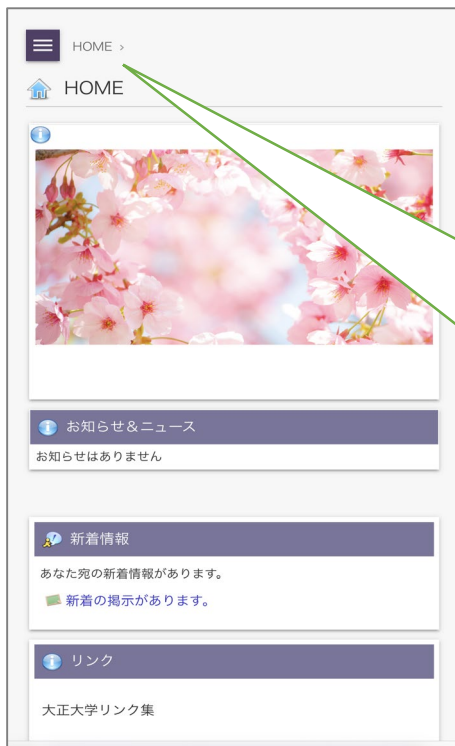 HOME ›
HOME
お知らせ＆ニュース
お知らせはありません
新着情報
あなた宛の新着情報があります。
新着の掲示があります。
リンク
大正大学リンク集